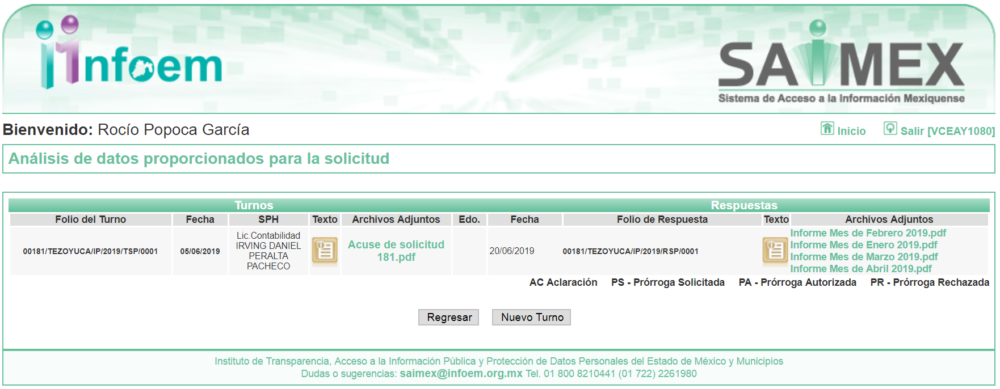 infoem
SAIMEX
Sistema de Acceso a la Información Mexiquense
Bienvenido: Rocío Popoca García
Inicio Salir [VCEAY1080]
Análisis de datos proporcionados para la solicitud
Turnos Respuestas
Folio del Turno Fecha SPH Texto Archivos Adjuntos Edo. Fecha Folio de Respuesta Texto Archivos Adjuntos
00181/TEZOYUCA/IP/2019/TSP/0001
05/06/2019
Lic.Contabilidad
IRVING DANIEL
PERALTA
PACHECO
Acuse de solicitud
181.pdf
20/06/2019
00181/TEZOYUCA/IP/2019/RSP/0001
Informe Mes de Febrero 2019.pdf
Informe Mes de Enero 2019.pdf
Informe Mes de Marzo 2019.pdf
Informe Mes de Abril 2019.pdf
AC Aclaración PS - Prórroga Solicitada PA - Prórroga Autorizada PR - Prórroga Rechazada
Regresar Nuevo Turno
Instituto de Transparencia, Acceso a la Información Pública y Protección de Datos Personales del Estado de México y Municipios
Dudas o sugerencias: saimex@infoem.org.mx Tel. 01 800 8210441 (01 722) 2261980